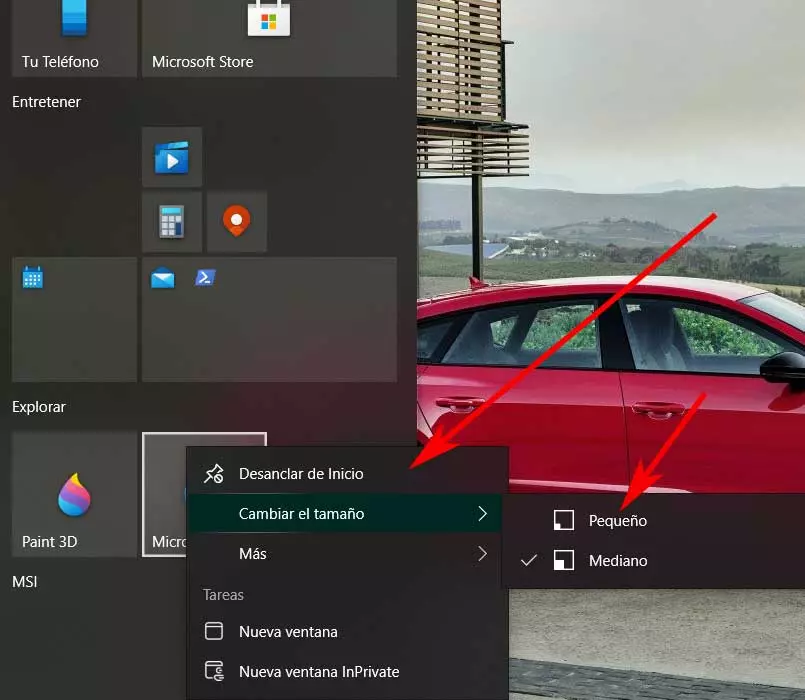 Tu Teléfono
Microsoft Store
Entretener
Explorar
Paint 3D
Micro
MSI
Desanclar de Inicio
Cambiar el tamaño
Más
Tareas
Nueva ventana
Nueva ventana InPrivate
Pequeño
Mediano